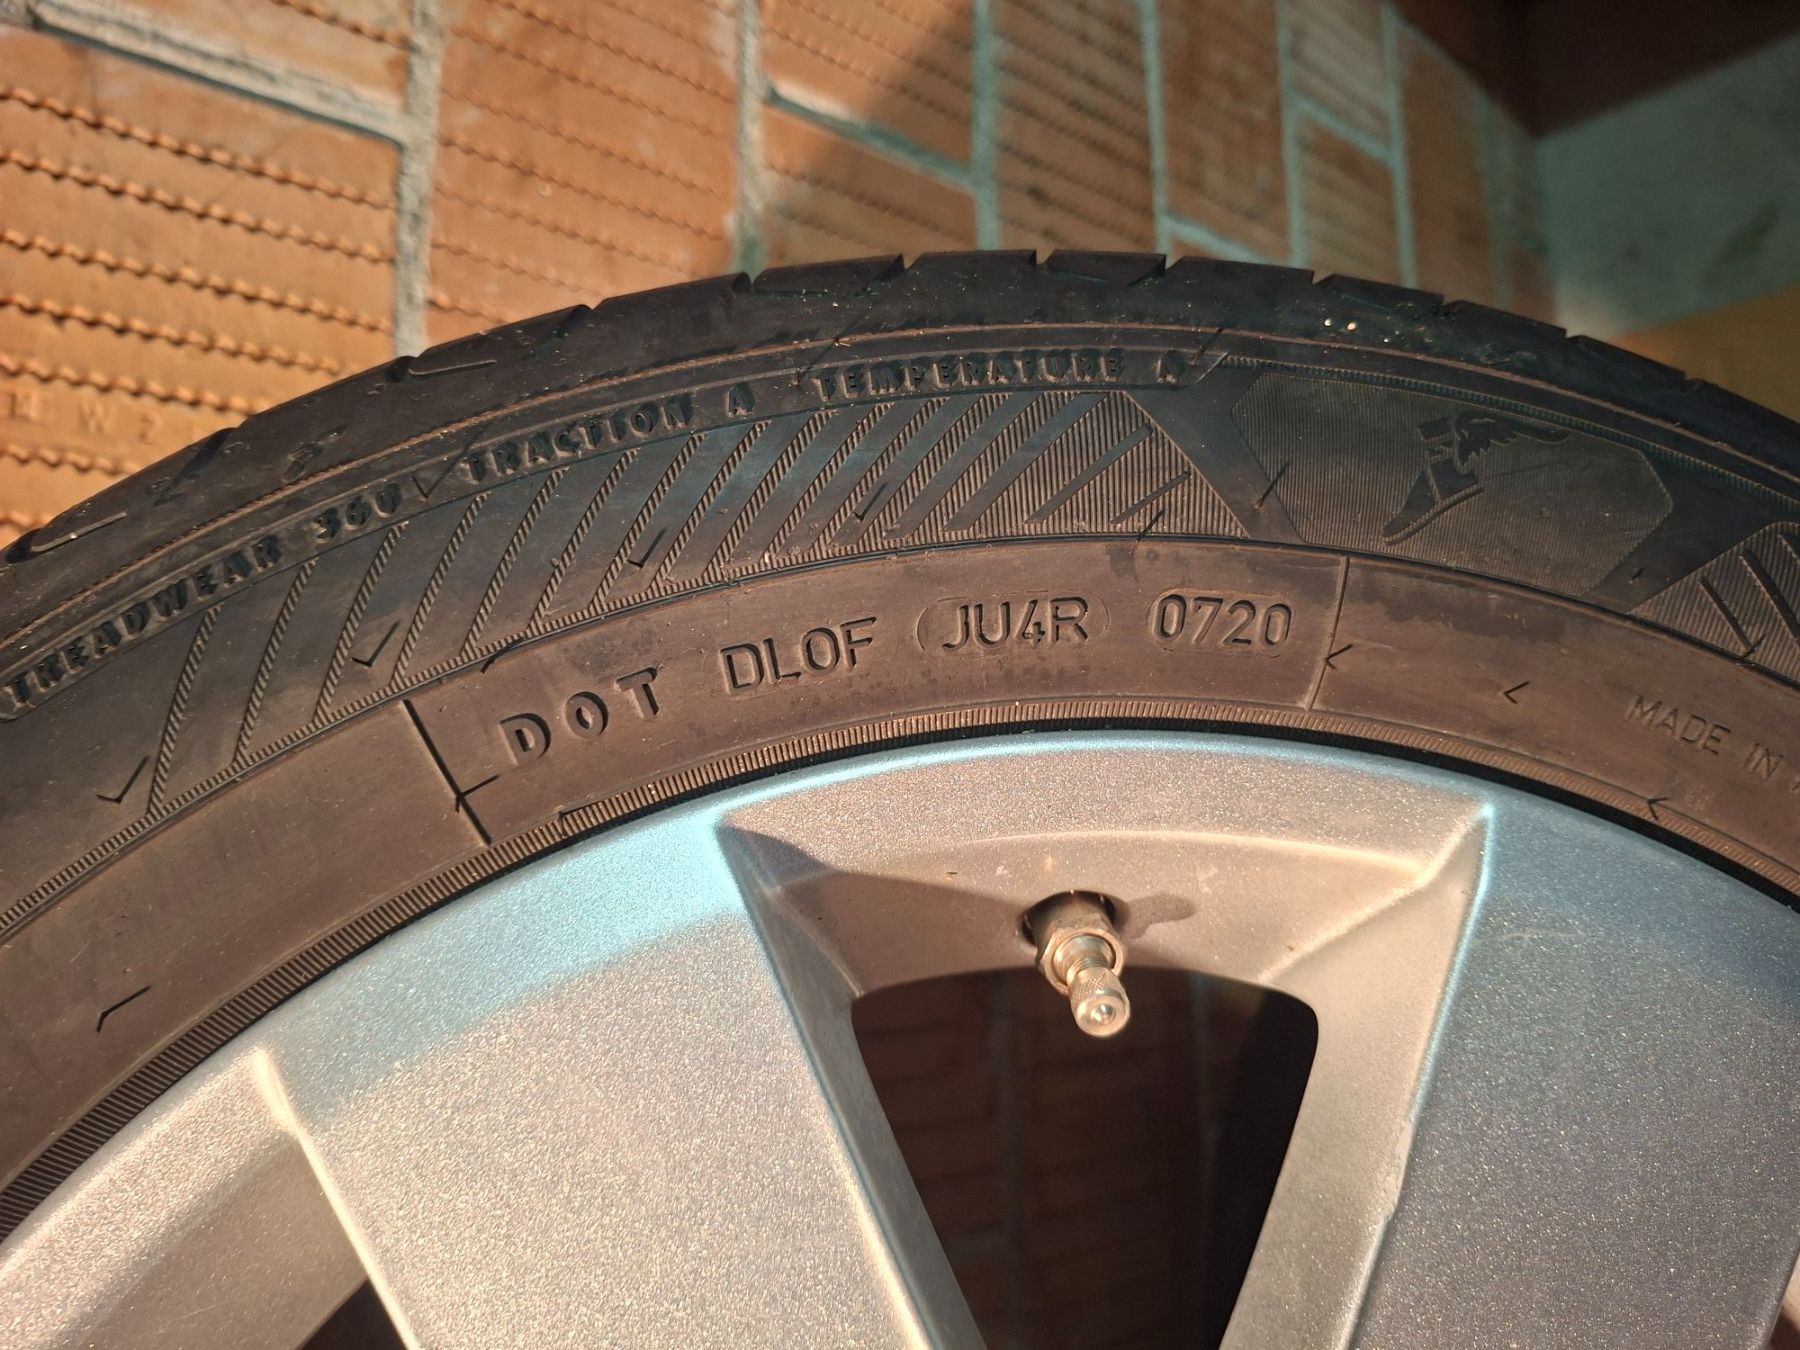 TREADWEAR 360 TRACTION A TEMPERATURE A
DOT DLOF JU4R 0720
MADE IN